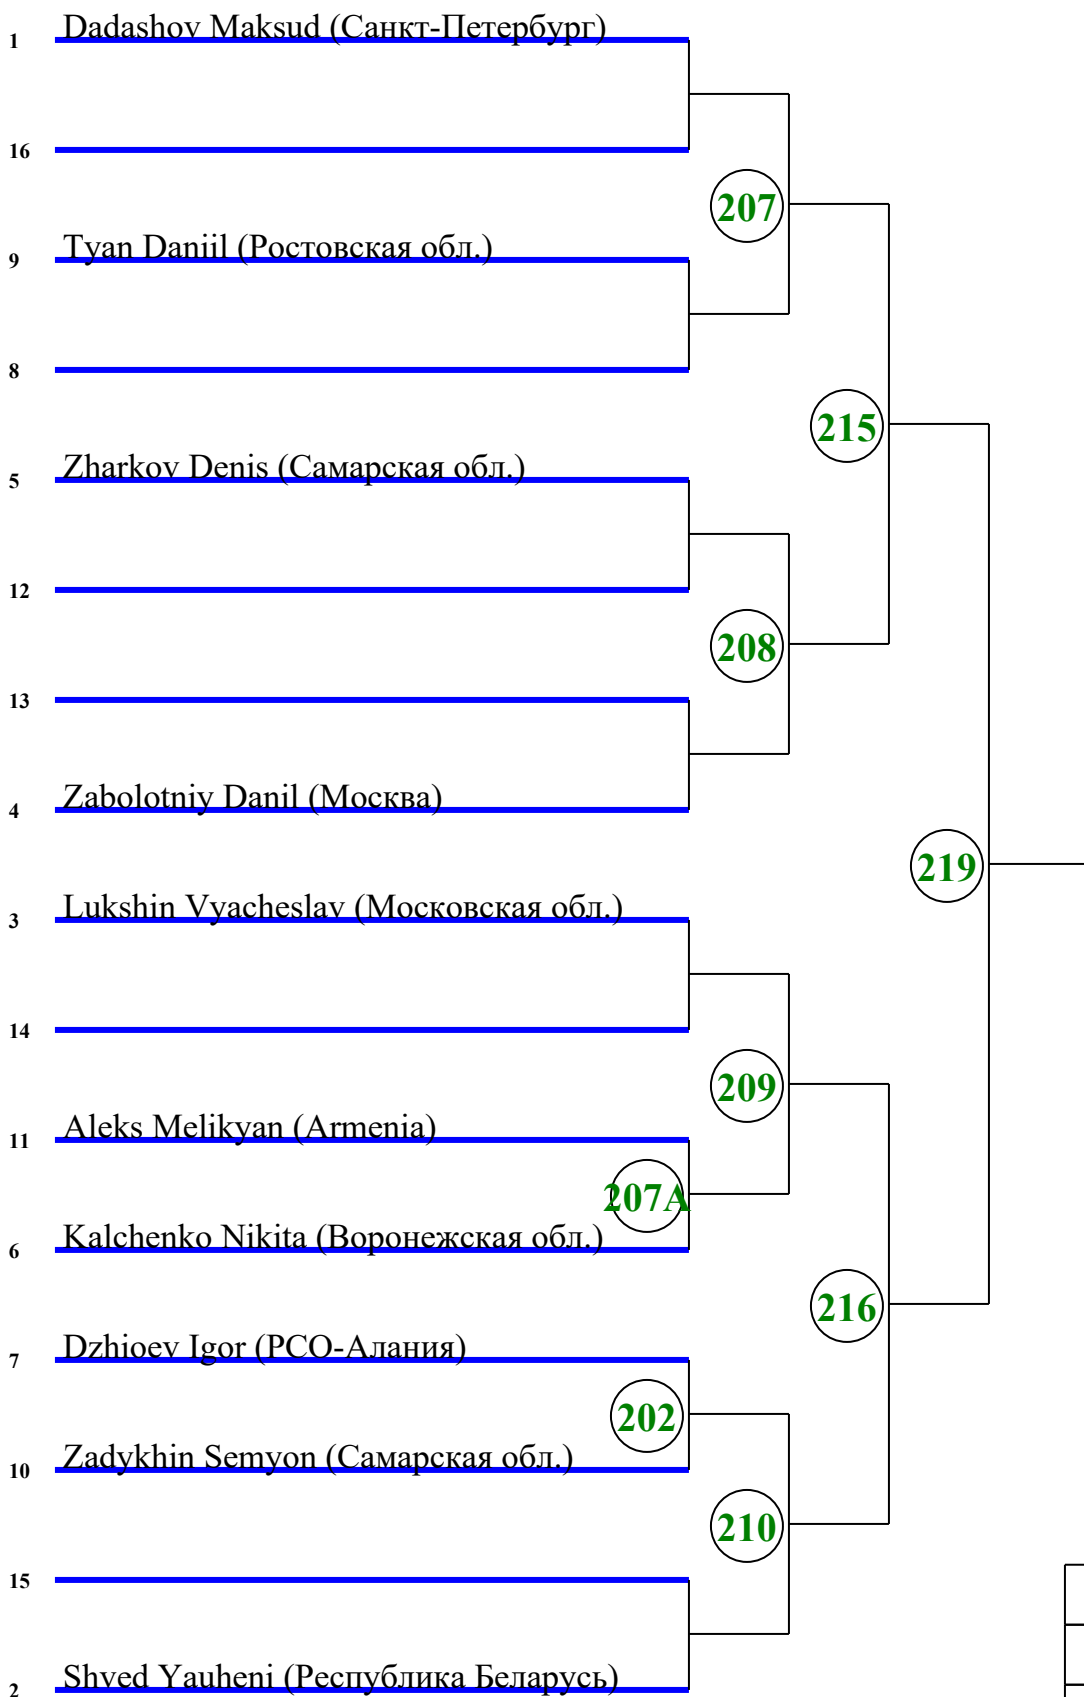 1 Dadashov Maksud (Санкт-Петербург)
16
207
9 Tyan Daniil (Ростовская обл.)
8
215
5 Zharkov Denis (Самарская обл.)
12
208
13
4 Zabolotniy Danil (Москва)
219
3 Lukshin Vyacheslav (Московская обл.)
14
209
11 Aleks Melikyan (Armenia)
207A
6 Kalchenko Nikita (Воронежская обл.)
216
7 Dzhioev Igor (РСО-Алания)
202
10 Zadykhin Semyon (Самарская обл.)
210
15
2 Shved Yauheni (Республика Беларусь)